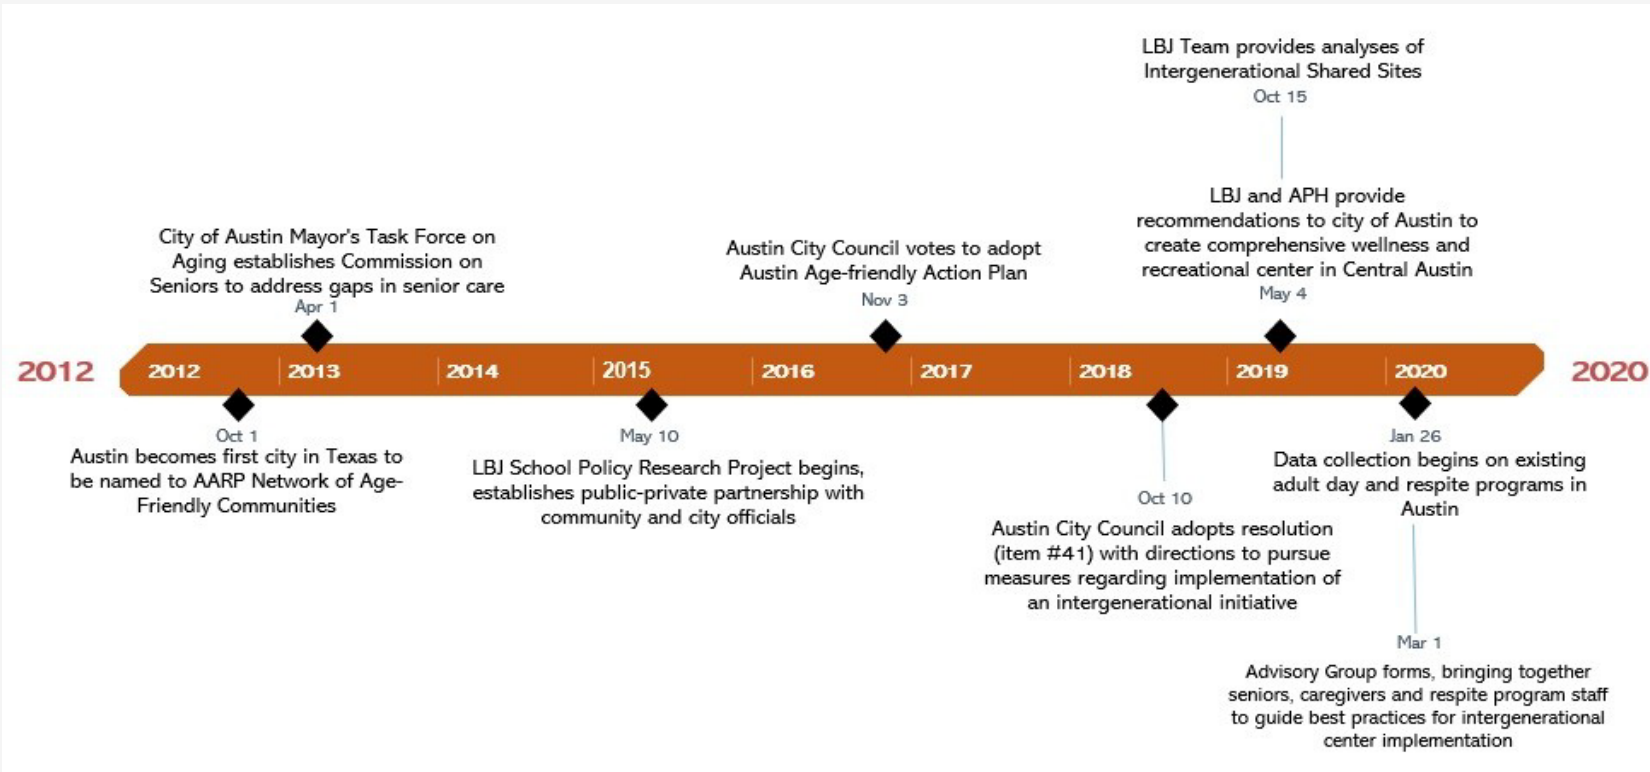 LBJ Team provides analyses of
Intergenerational Shared Sites
Oct 15
LBJ and APH provide
recommendations to city of Austin to
create comprehensive wellness and
recreational center in Central Austin
May 4
City of Austin Mayor's Task Force on
Aging establishes Commission on
Seniors to address gaps in senior care
Apr 1
Austin City Council votes to adopt
Austin Age-friendly Action Plan
Nov 3
2012
2012
2013
2014
2015
2016
2017
2018
2019
2020
2020
Oct 1
Austin becomes first city in Texas to
be named to AARP Network of Age-
Friendly Communities
May 10
LBJ School Policy Research Project begins,
establishes public-private partnership with
community and city officials
Oct 10
Austin City Council adopts resolution
(item #41) with directions to pursue
measures regarding implementation of
an intergenerational initiative
Jan 26
Data collection begins on existing
adult day and respite programs in
Austin
Mar 1
Advisory Group forms, bringing together
seniors, caregivers and respite program staff
to guide best practices for intergenerational
center implementation